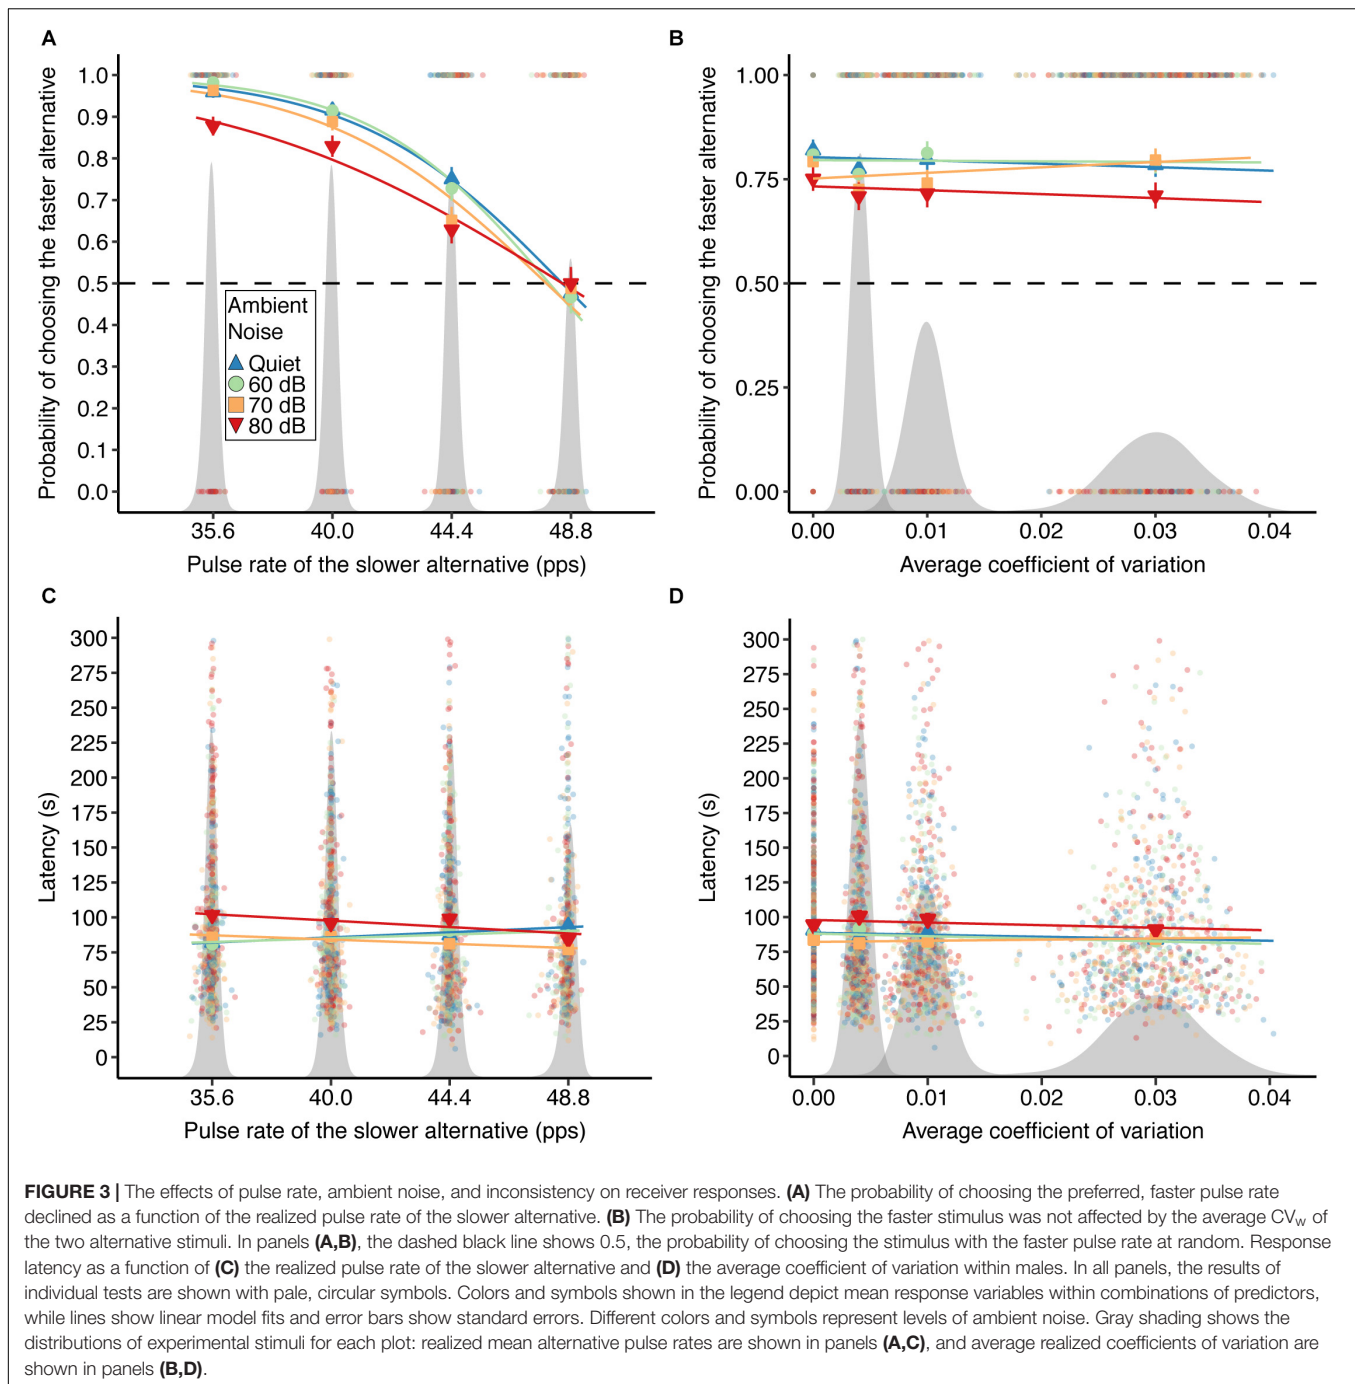 A
Probability of choosing the faster alternative
1.0
0.9
0.8
0.7
0.6
0.5
0.4
0.3
0.2
0.1
0.0
Ambient
Noise
Quiet
60 dB
70 dB
80 dB
35.6 40.0 44.4 48.8
Pulse rate of the slower alternative (pps)
B
Probability of choosing the faster alternative
1.00
0.75
0.50
0.25
0.00
0.00 0.01 0.02 0.03 0.04
Average coefficient of variation
C
Latency (s)
300
275
250
225
200
175
150
125
100
75
50
25
0
35.6 40.0 44.4 48.8
Pulse rate of the slower alternative (pps)
D
Latency (s)
300
275
250
225
200
175
150
125
100
75
50
25
0
0.00 0.01 0.02 0.03 0.04
Average coefficient of variation
FIGURE 3 | The effects of pulse rate, ambient noise, and inconsistency on receiver responses. (A) The probability of choosing the preferred, faster pulse rate
declined as a function of the realized pulse rate of the slower alternative. (B) The probability of choosing the faster stimulus was not affected by the average CVw of
the two alternative stimuli. In panels (A,B), the dashed black line shows 0.5, the probability of choosing the stimulus with the faster pulse rate at random. Response
latency as a function of (C) the realized pulse rate of the slower alternative and (D) the average coefficient of variation within males. In all panels, the results of
individual tests are shown with pale, circular symbols. Colors and symbols shown in the legend depict mean response variables within combinations of predictors,
while lines show linear model fits and error bars show standard errors. Different colors and symbols represent levels of ambient noise. Gray shading shows the
distributions of experimental stimuli for each plot: realized mean alternative pulse rates are shown in panels (A,C), and average realized coefficients of variation are
shown in panels (B,D).